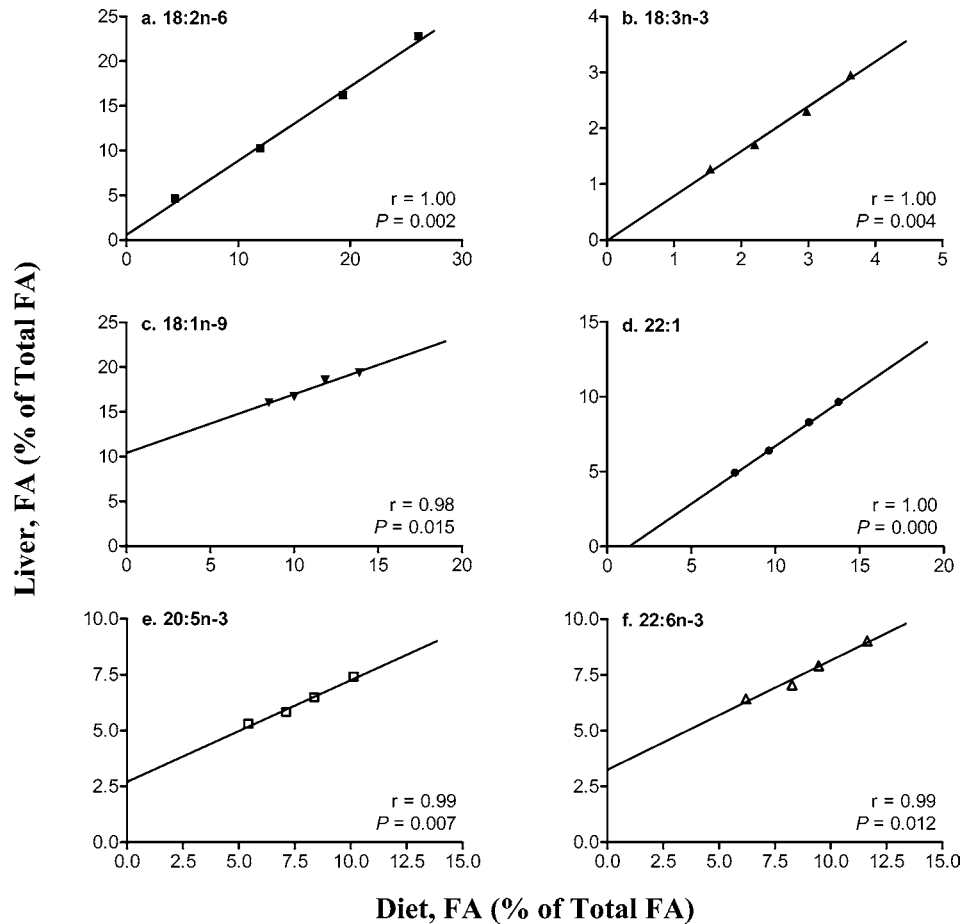 a. 18:2n-6
25
20
15
10
5
0
0 10 20 30
r = 1.00
P = 0.002
b. 18:3n-3
4
3
2
1
0
0 1 2 3 4 5
r = 1.00
P = 0.004
c. 18:1n-9
25
20
15
10
5
0
0 5 10 15 20
r = 0.98
P = 0.015
d. 22:1
15
10
5
0
0 5 10 15 20
r = 1.00
P = 0.000
e. 20:5n-3
10.0
7.5
5.0
2.5
0.0
0.0 2.5 5.0 7.5 10.0 12.5 15.0
r = 0.99
P = 0.007
f. 22:6n-3
10.0
7.5
5.0
2.5
0.0
0.0 2.5 5.0 7.5 10.0 12.5 15.0
r = 0.99
P = 0.012
Liver, FA (% of Total FA)
Diet, FA (% of Total FA)